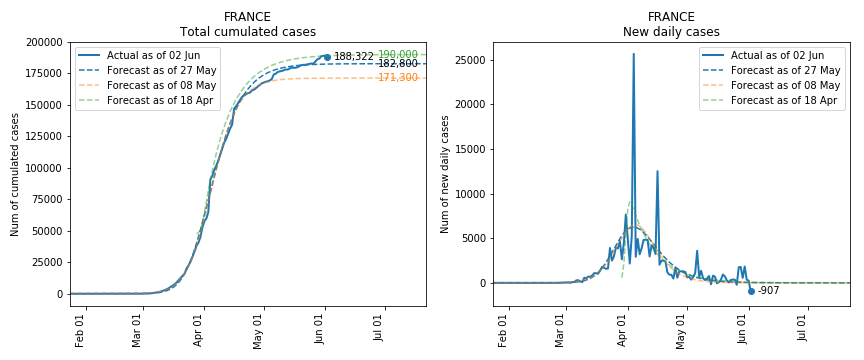 FRANCE
Total cumulated cases
Num of cumulated cases
200000
175000
150000
125000
100000
75000
50000
25000
0
Actual as of 02 Jun
Forecast as of 27 May
Forecast as of 08 May
Forecast as of 18 Apr
188,322
190,000
182,800
171,300
Feb 01
Mar 01
Apr 01
May 01
Jun 01
Jul 01
FRANCE
New daily cases
Num of new daily cases
25000
20000
15000
10000
5000
0
Actual as of 02 Jun
Forecast as of 27 May
Forecast as of 08 May
Forecast as of 18 Apr
-907
Feb 01
Mar 01
Apr 01
May 01
Jun 01
Jul 01